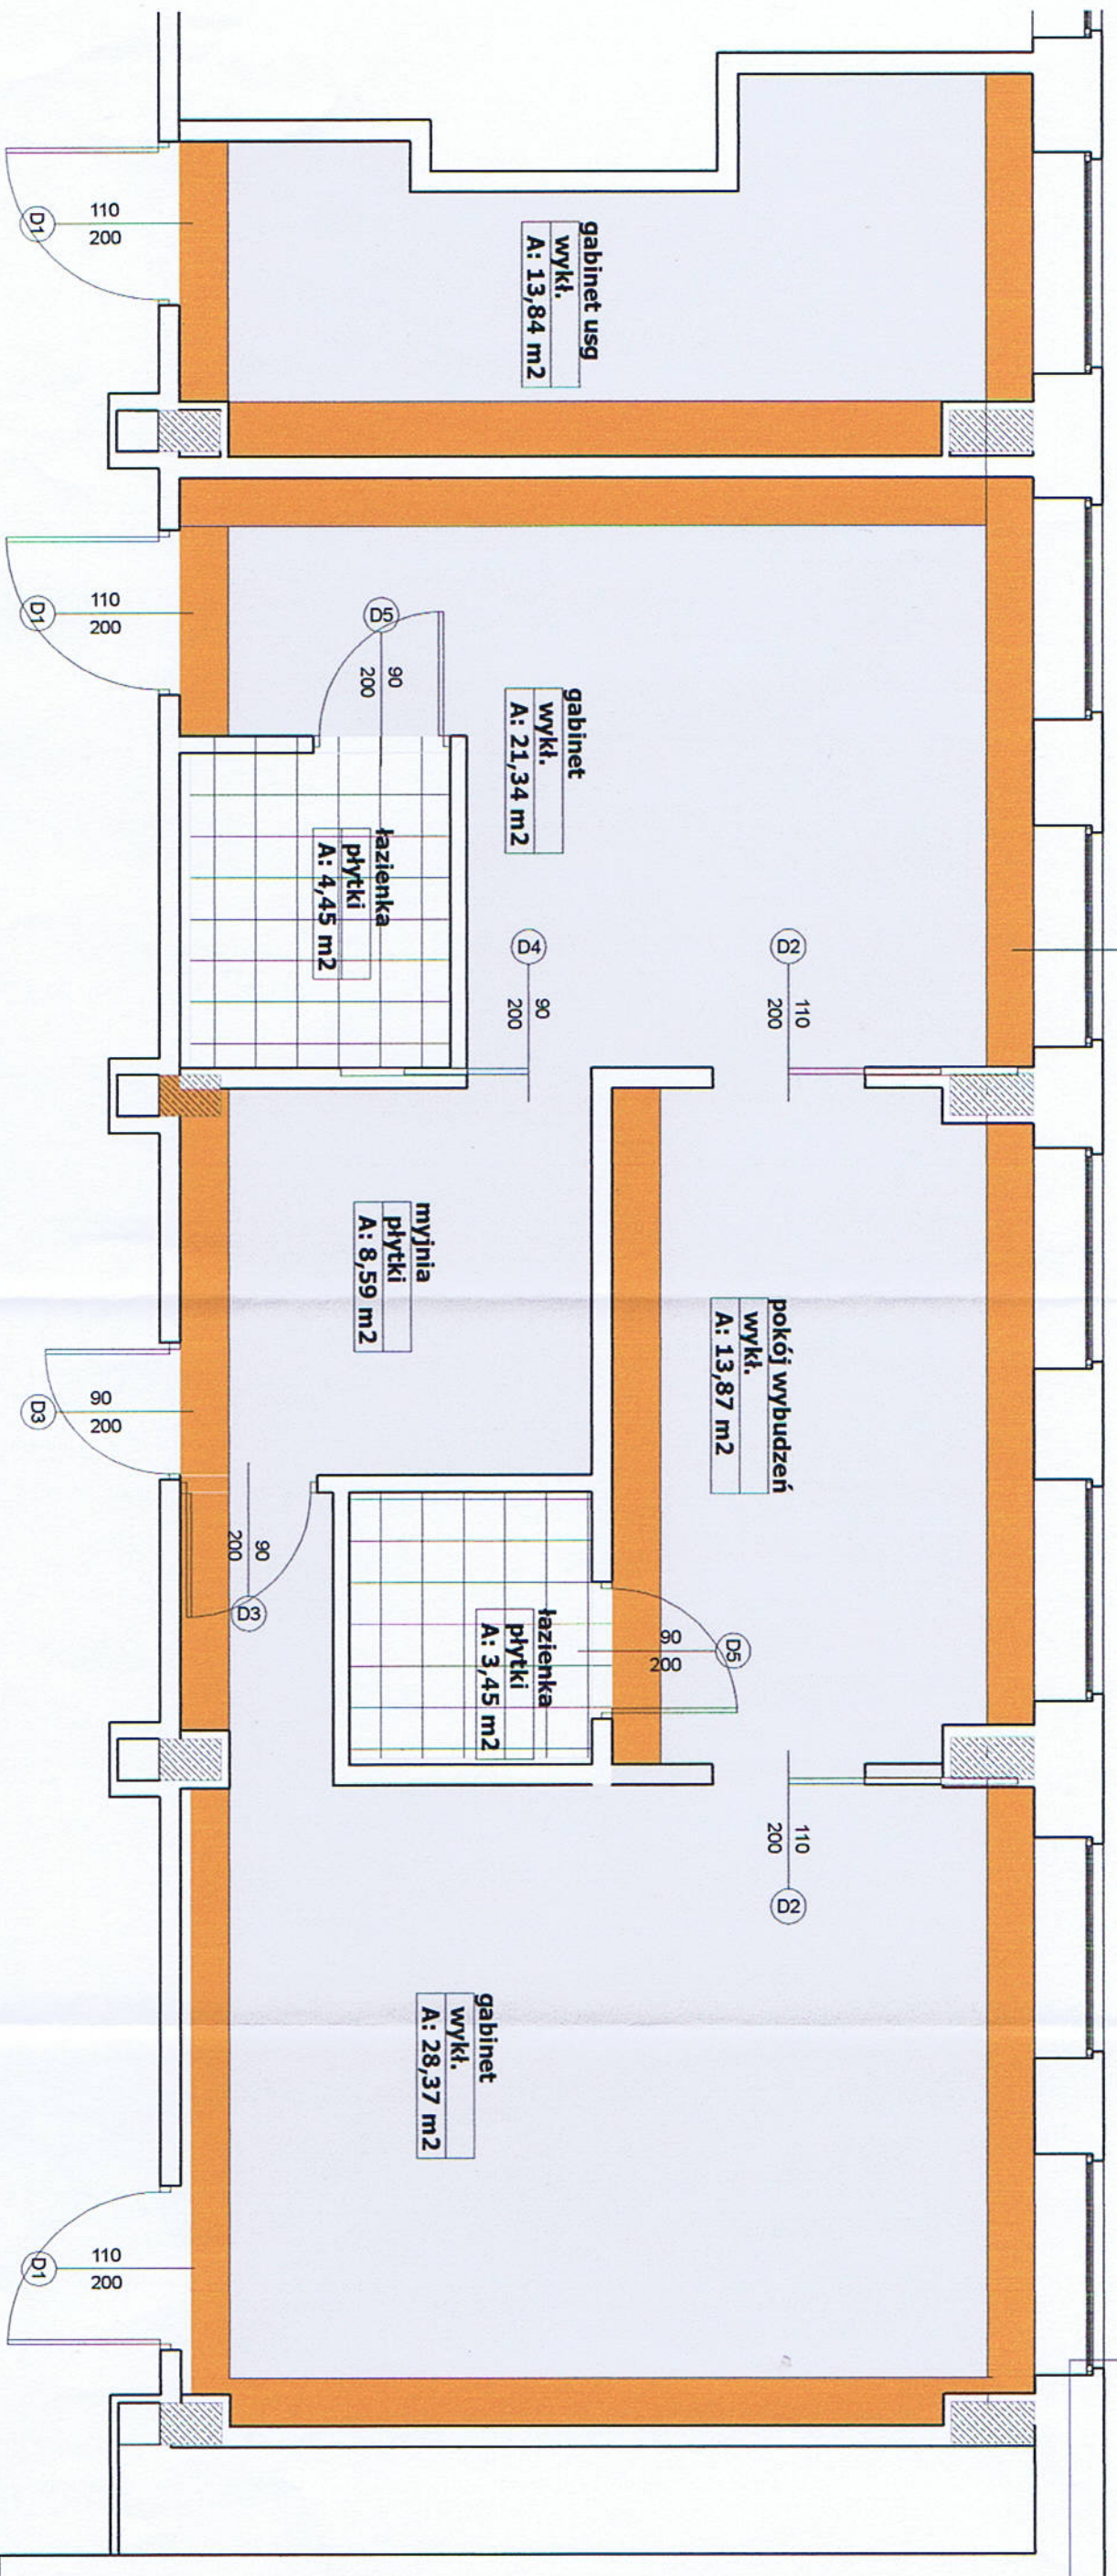 D1
110
200
gabinet usg
wykł.
A: 13,84 m2
D1
110
200
D5
90
200
gabinet
wykł.
A: 21,34 m2
łazienka
płytki
A: 4,45 m2
D4
90
200
D2
110
200
myjnia
płytki
A: 8,59 m2
pokój wybudzeń
wykł.
A: 13,87 m2
D3
90
200
90
200
D3
łazienka
płytki
A: 3,45 m2
90
200
D5
110
200
D2
gabinet
wykł.
A: 28,37 m2
D1
110
200